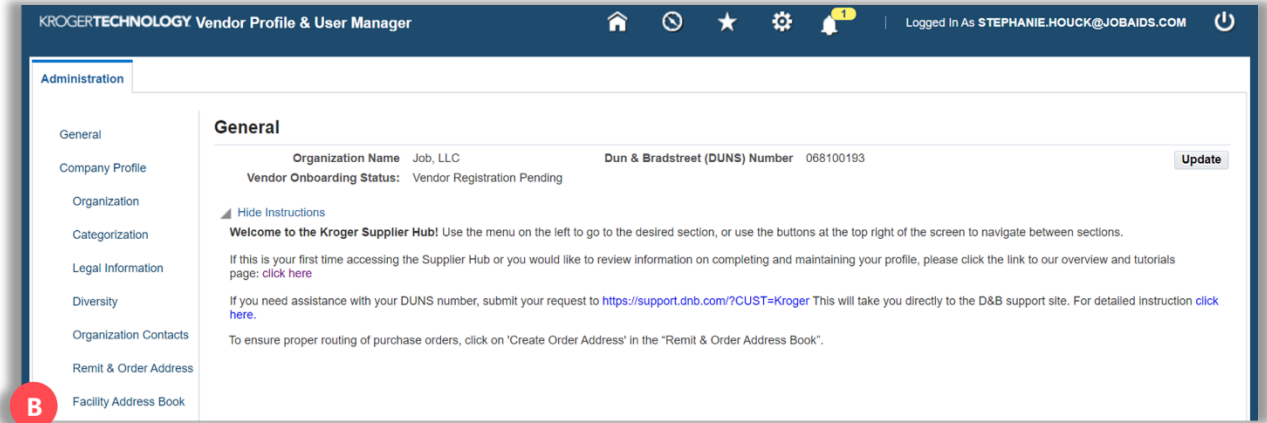 KROGERTECHNOLOGY. Vendor Profile & User Manager
1
Logged In As STEPHANIE.HOUCK@JOBAIDS.COM
Administration
General
Company Profile
Organization
Categorization
Legal Information
Diversity
Organization Contacts
Remit & Order Address
Facility Address Book
B
General
Organization Name Job, LLC
Dun & Bradstreet (DUNS) Number 068100193
Update
Vendor Onboarding Status: Vendor Registration Pending
Hide Instructions
Welcome to the Kroger Supplier Hub! Use the menu on the left to go to the desired section, or use the buttons at the top right of the screen to navigate between sections.
If this is your first time accessing the Supplier Hub or you would like to review information on completing and maintaining your profile, please click the link to our overview and tutorials
page: click here
If you need assistance with your DUNS number, submit your request to https://support.dnb.com/?CUST=Kroger This will take you directly to the D&B support site. For detailed instruction click
here.
To ensure proper routing of purchase orders, click on 'Create Order Address' in the “Remit & Order Address Book”.